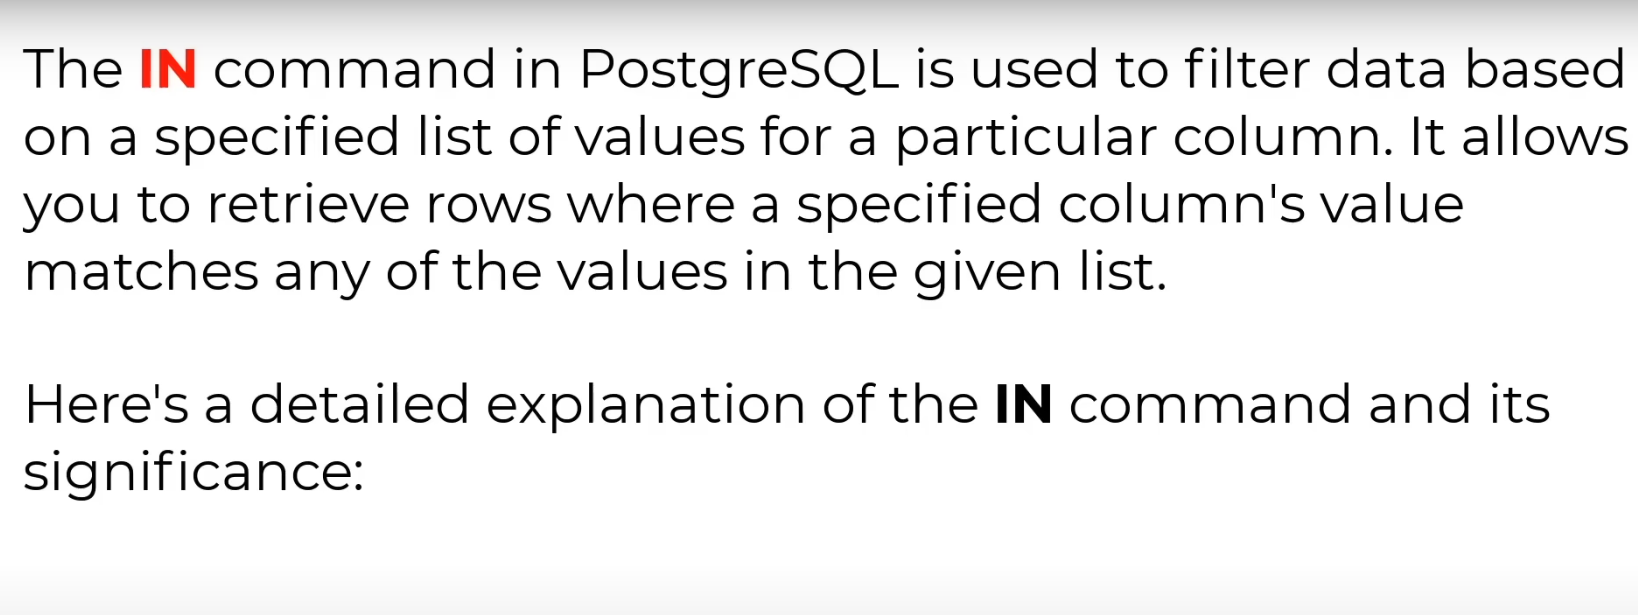 The IN command in PostgreSQL is used to filter data based
on a specified list of values for a particular column. It allows
you to retrieve rows where a specified column's value
matches any of the values in the given list.
Here's a detailed explanation of the IN command and its
significance: